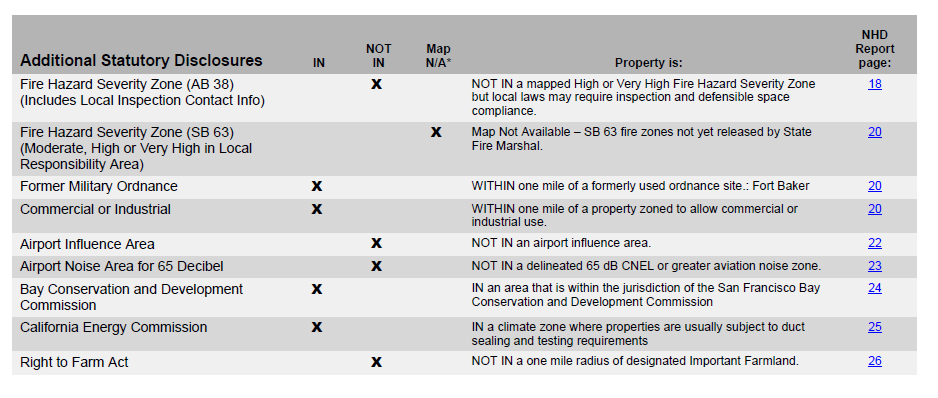 Additional Statutory Disclosures IN NOT IN Map N/A* Property is: NHD Report page:
Fire Hazard Severity Zone (AB 38) X NOT IN a mapped High or Very High Fire Hazard Severity Zone 18
(Includes Local Inspection Contact Info) but local laws may require inspection and defensible space
compliance.
Fire Hazard Severity Zone (SB 63) X Map Not Available – SB 63 fire zones not yet released by State 20
(Moderate, High or Very High in Local Fire Marshal.
Responsibility Area)
Former Military Ordnance X WITHIN one mile of a formerly used ordnance site.: Fort Baker 20
Commercial or Industrial X WITHIN one mile of a property zoned to allow commercial or 20
industrial use.
Airport Influence Area X NOT IN an airport influence area. 22
Airport Noise Area for 65 Decibel X NOT IN a delineated 65 dB CNEL or greater aviation noise zone. 23
Bay Conservation and Development X IN an area that is within the jurisdiction of the San Francisco Bay 24
Commission Conservation and Development Commission
California Energy Commission X IN a climate zone where properties are usually subject to duct 25
sealing and testing requirements
Right to Farm Act X NOT IN a one mile radius of designated Important Farmland. 26